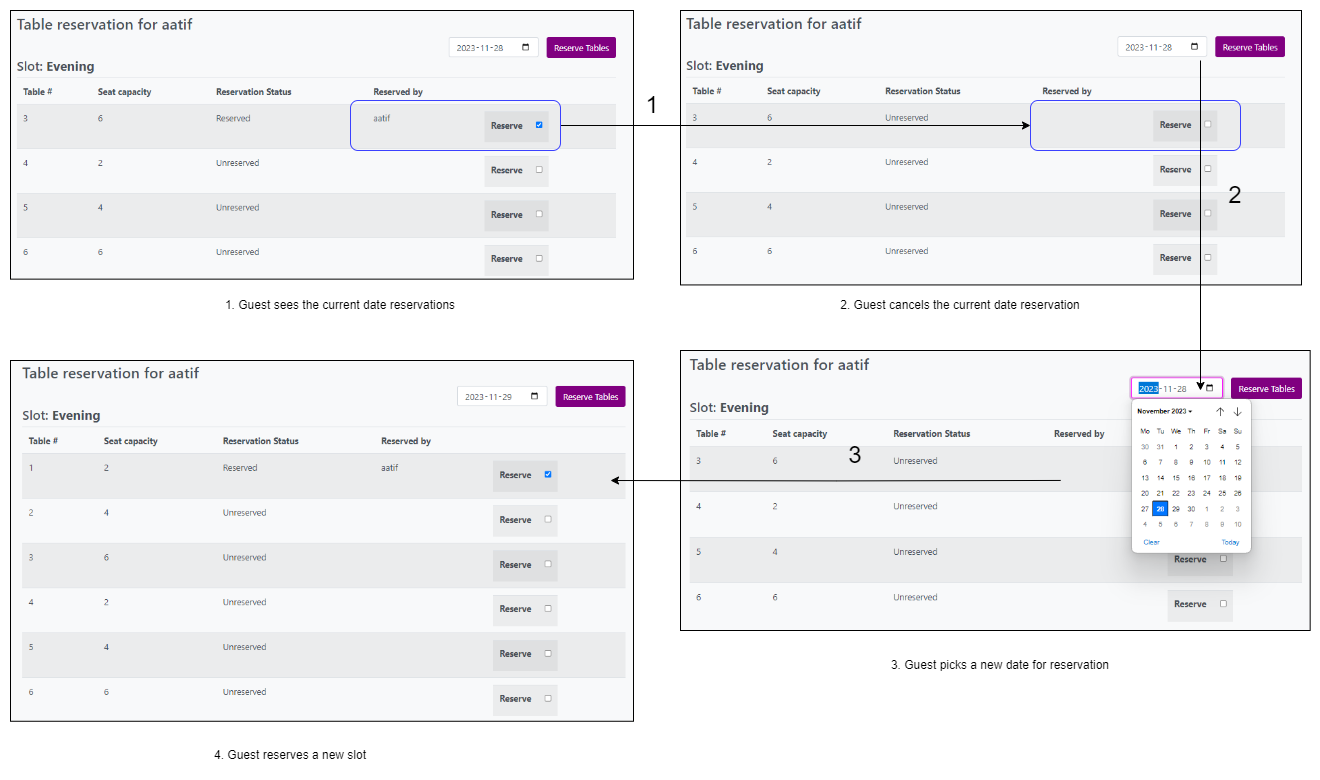 Table reservation for aatif
2023-11-28 Reserve Tables
Slot: Evening
Table # Seat capacity Reservation Status Reserved by
3 6 Reserved aatif Reserve
4 2 Unreserved Reserve
5 4 Unreserved Reserve
6 6 Unreserved Reserve
1. Guest sees the current date reservations
1
Table reservation for aatif
2023-11-28 Reserve Tables
Slot: Evening
Table # Seat capacity Reservation Status Reserved by
3 6 Unreserved Reserve
4 2 Unreserved Reserve
5 4 Unreserved Reserve
6 6 Unreserved Reserve
2. Guest cancels the current date reservation
2
Table reservation for aatif
2023-11-28 Reserve Tables
Slot: Evening
Table # Seat capacity Reservation Status Reserved by
3 6 Unreserved
4 2 Unreserved
5 4 Unreserved Reserve
6 6 Unreserved Reserve
November 2023
Mo Tu We Th Fr Sa Su
30 31 1 2 3 4 5
6 7 8 9 10 11 12
13 14 15 16 17 18 19
20 21 22 23 24 25 26
27 28 29 30 1 2 3
4 5 6 7 8 9 10
Clear Today
3. Guest picks a new date for reservation
3
Table reservation for aatif
2023-11-29 Reserve Tables
Slot: Evening
Table # Seat capacity Reservation Status Reserved by
1 2 Reserved aatif Reserve
2 4 Unreserved Reserve
3 6 Unreserved Reserve
4 2 Unreserved Reserve
5 4 Unreserved Reserve
6 6 Unreserved Reserve
4. Guest reserves a new slot